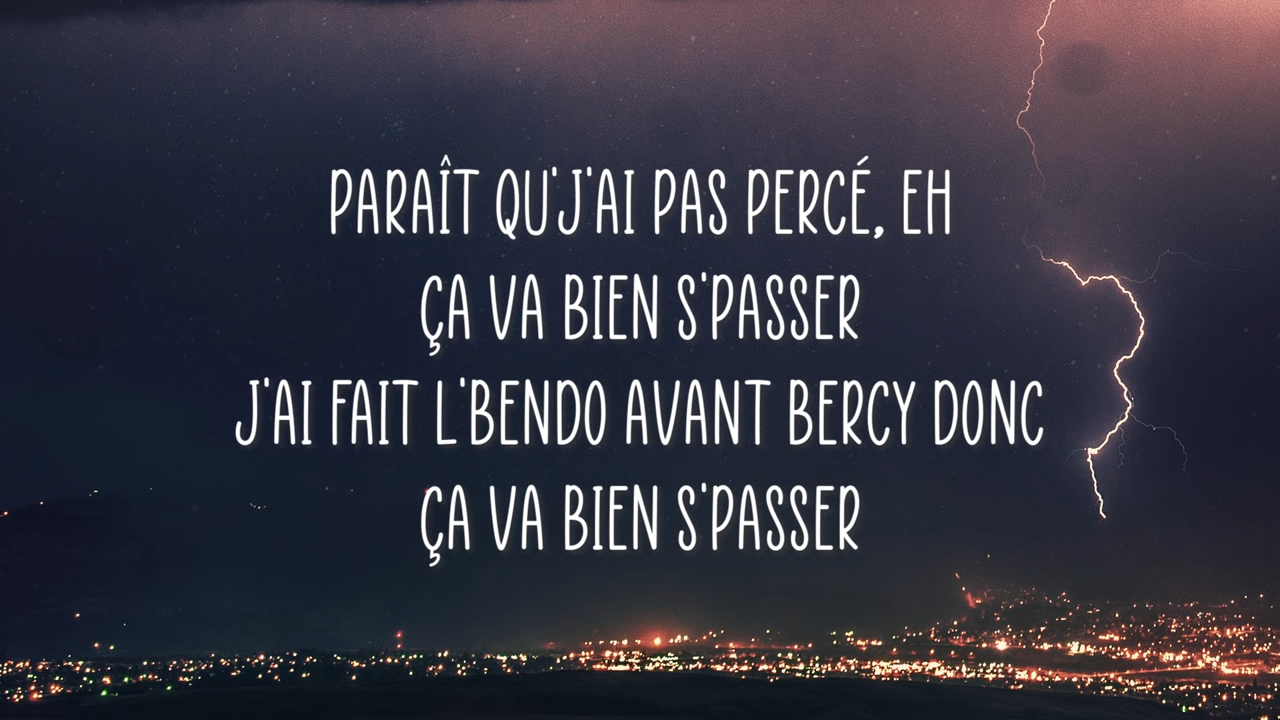 PARAÎT QU'J'AI PAS PERCÉ, EH
ÇA VA BIEN S'PASSER
J'AI FAIT L'BENDO AVANT BERCY DONC
ÇA VA BIEN S'PASSER